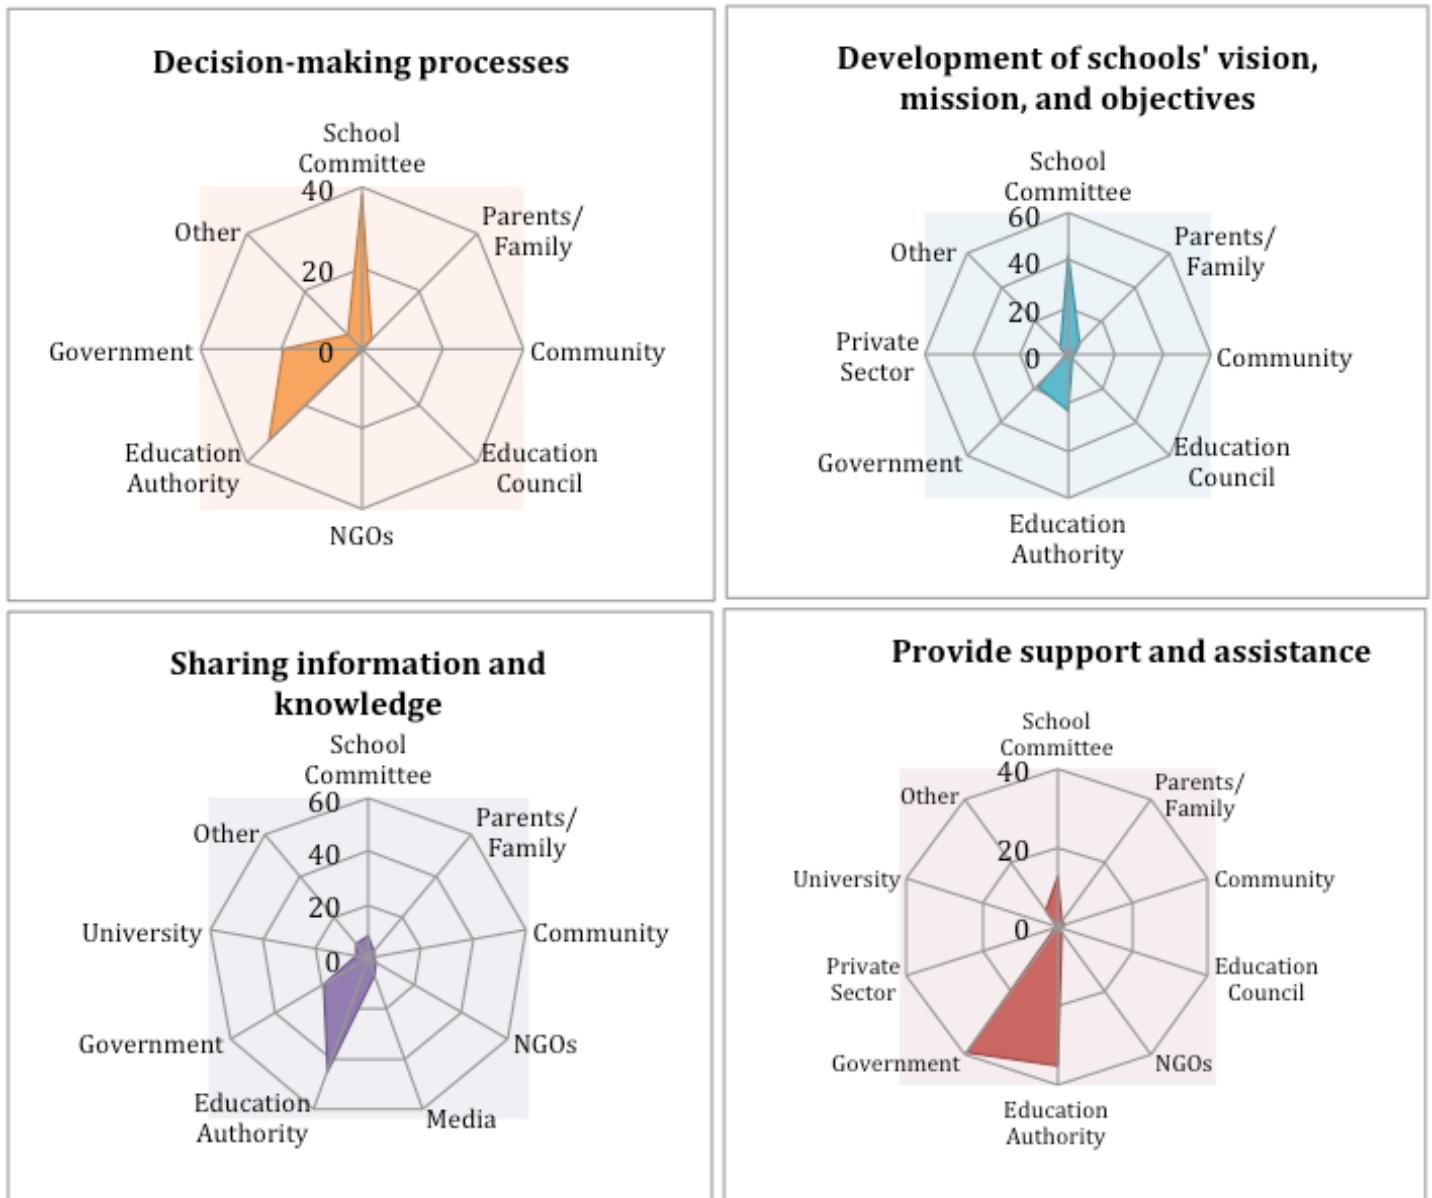 Decision-making processes
School
Committee
40
Parents/
Family
Other
20
Government
0
Community
Education
Authority
Education
Council
NGOs
Development of schools' vision,
mission, and objectives
School
Committee
60
Parents/
Family
Other
40
20
Private
Sector
0
Community
Government
Education
Council
Education
Authority
Sharing information and
knowledge
School
Committee
60
Parents/
Family
Other
40
20
University
0
Community
Government
NGOs
Education
Authority
Media
Provide support and assistance
School
Committee
40
Parents/
Family
Other
20
University
Community
0
Private
Sector
Education
Council
Government
NGOs
Education
Authority